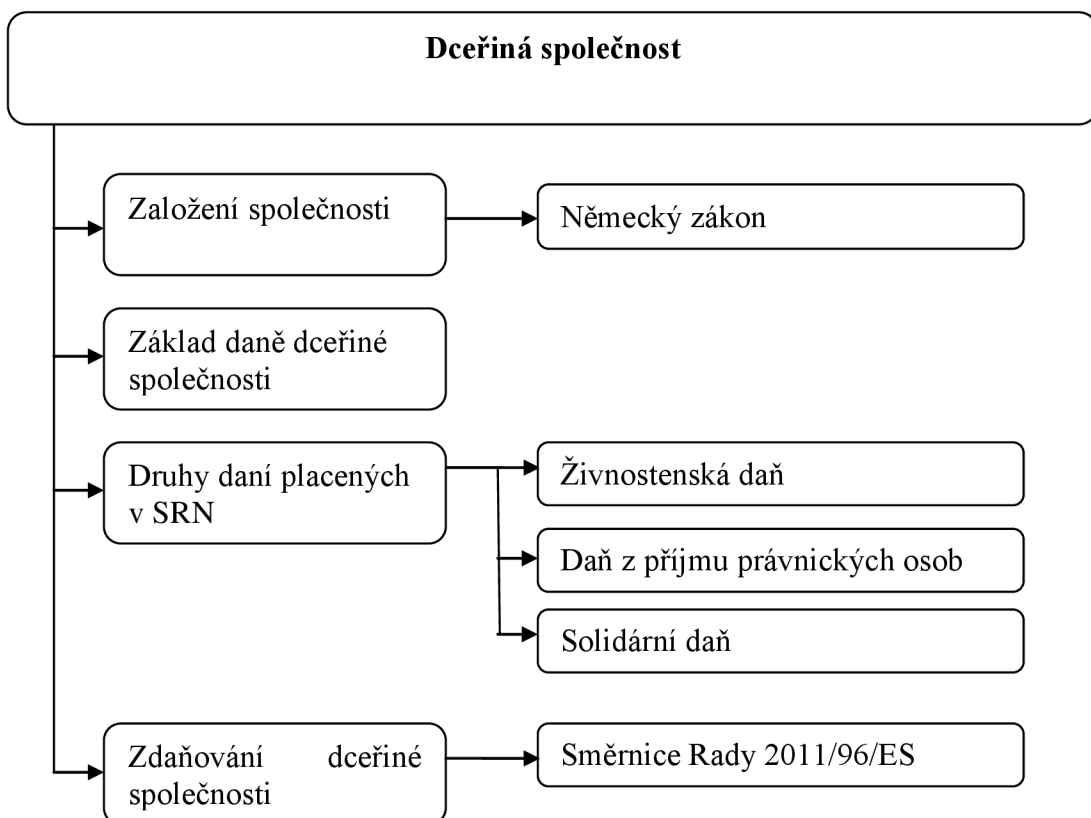 Dceřiná společnost
Založení společnosti
Německý zákon
Základ daně dceřiné
společnosti
Druhy daní placených
v SRN
Živnostenská daň
Daň z příjmu právnických osob
Solidární daň
Zdaňování dceřiné
společnosti
Směrnice Rady 2011/96/ES